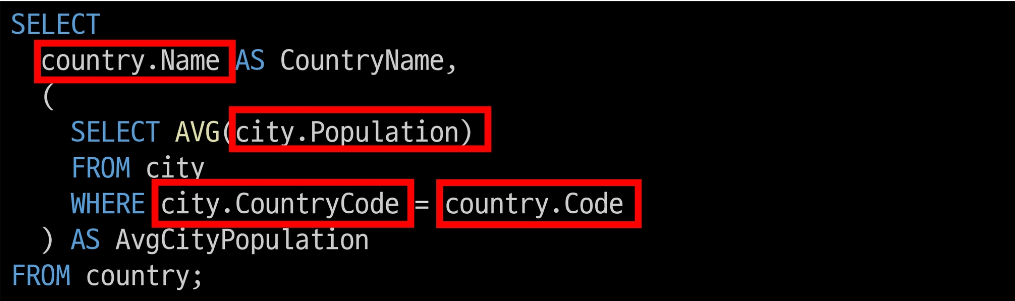 SELECT
country.Name AS CountryName,
(
SELECT AVG(city.Population)
FROM city
WHERE city.CountryCode = country.Code
) AS AvgCityPopulation
FROM country;